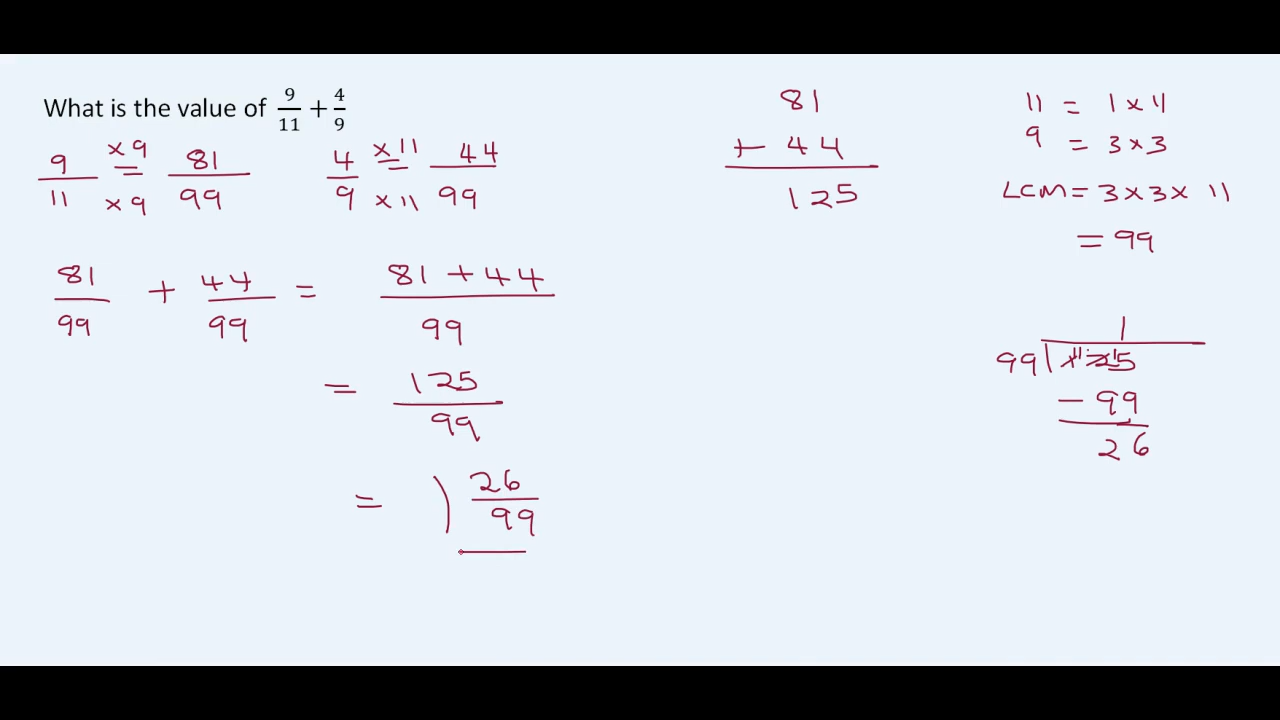 What is the value of 9/11 + 4/9
9/11 ×9/×9 = 81/99
4/9 ×11/×11 = 44/99
81/99 + 44/99 = 81 + 44/99
= 125/99
= 1 26/99
81
+ 44
125
11 = 1 × 11
9 = 3 × 3
LCM = 3 × 3 × 11
= 99
1
99 125
- 99
26